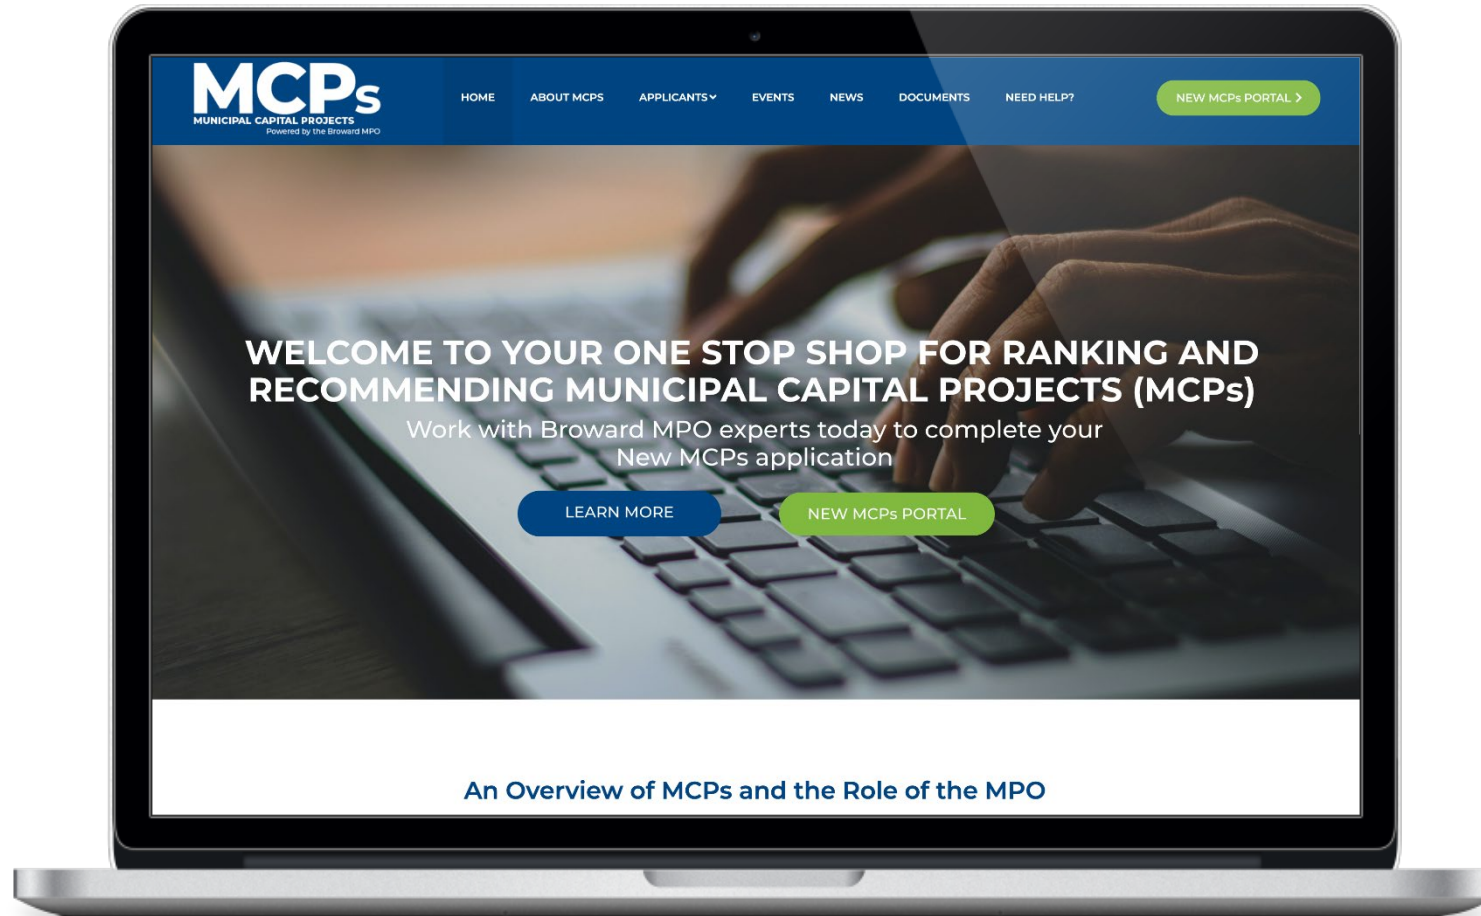 MCPs
MUNICIPAL CAPITAL PROJECTS
Powered by the Broward MPO
HOME
ABOUT MCPS
APPLICANTS
EVENTS
NEWS
DOCUMENTS
NEED HELP?
NEW MCPs PORTAL >
WELCOME TO YOUR ONE STOP SHOP FOR RANKING AND
RECOMMENDING MUNICIPAL CAPITAL PROJECTS (MCPs)
Work with Broward MPO experts today to complete your
New MCPs application
LEARN MORE
NEW MCPs PORTAL
An Overview of MCPs and the Role of the MPO